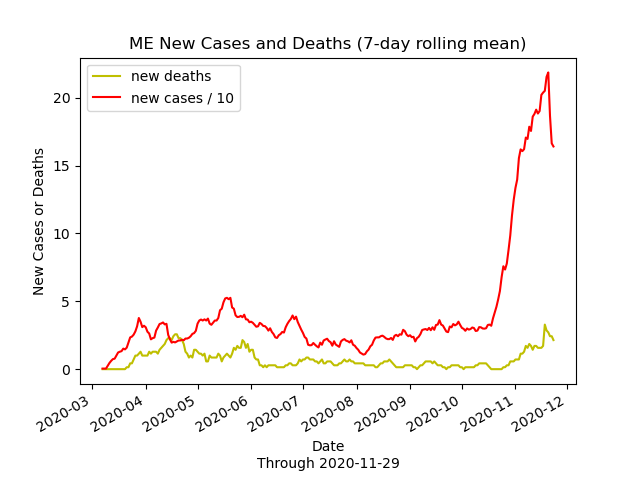 ME New Cases and Deaths (7-day rolling mean)
new deaths
new cases / 10
New Cases or Deaths
20
15
10
5
0
2020-03
2020-04
2020-05
2020-06
2020-07
2020-08
2020-09
2020-10
2020-11
2020-12
Date
Through 2020-11-29